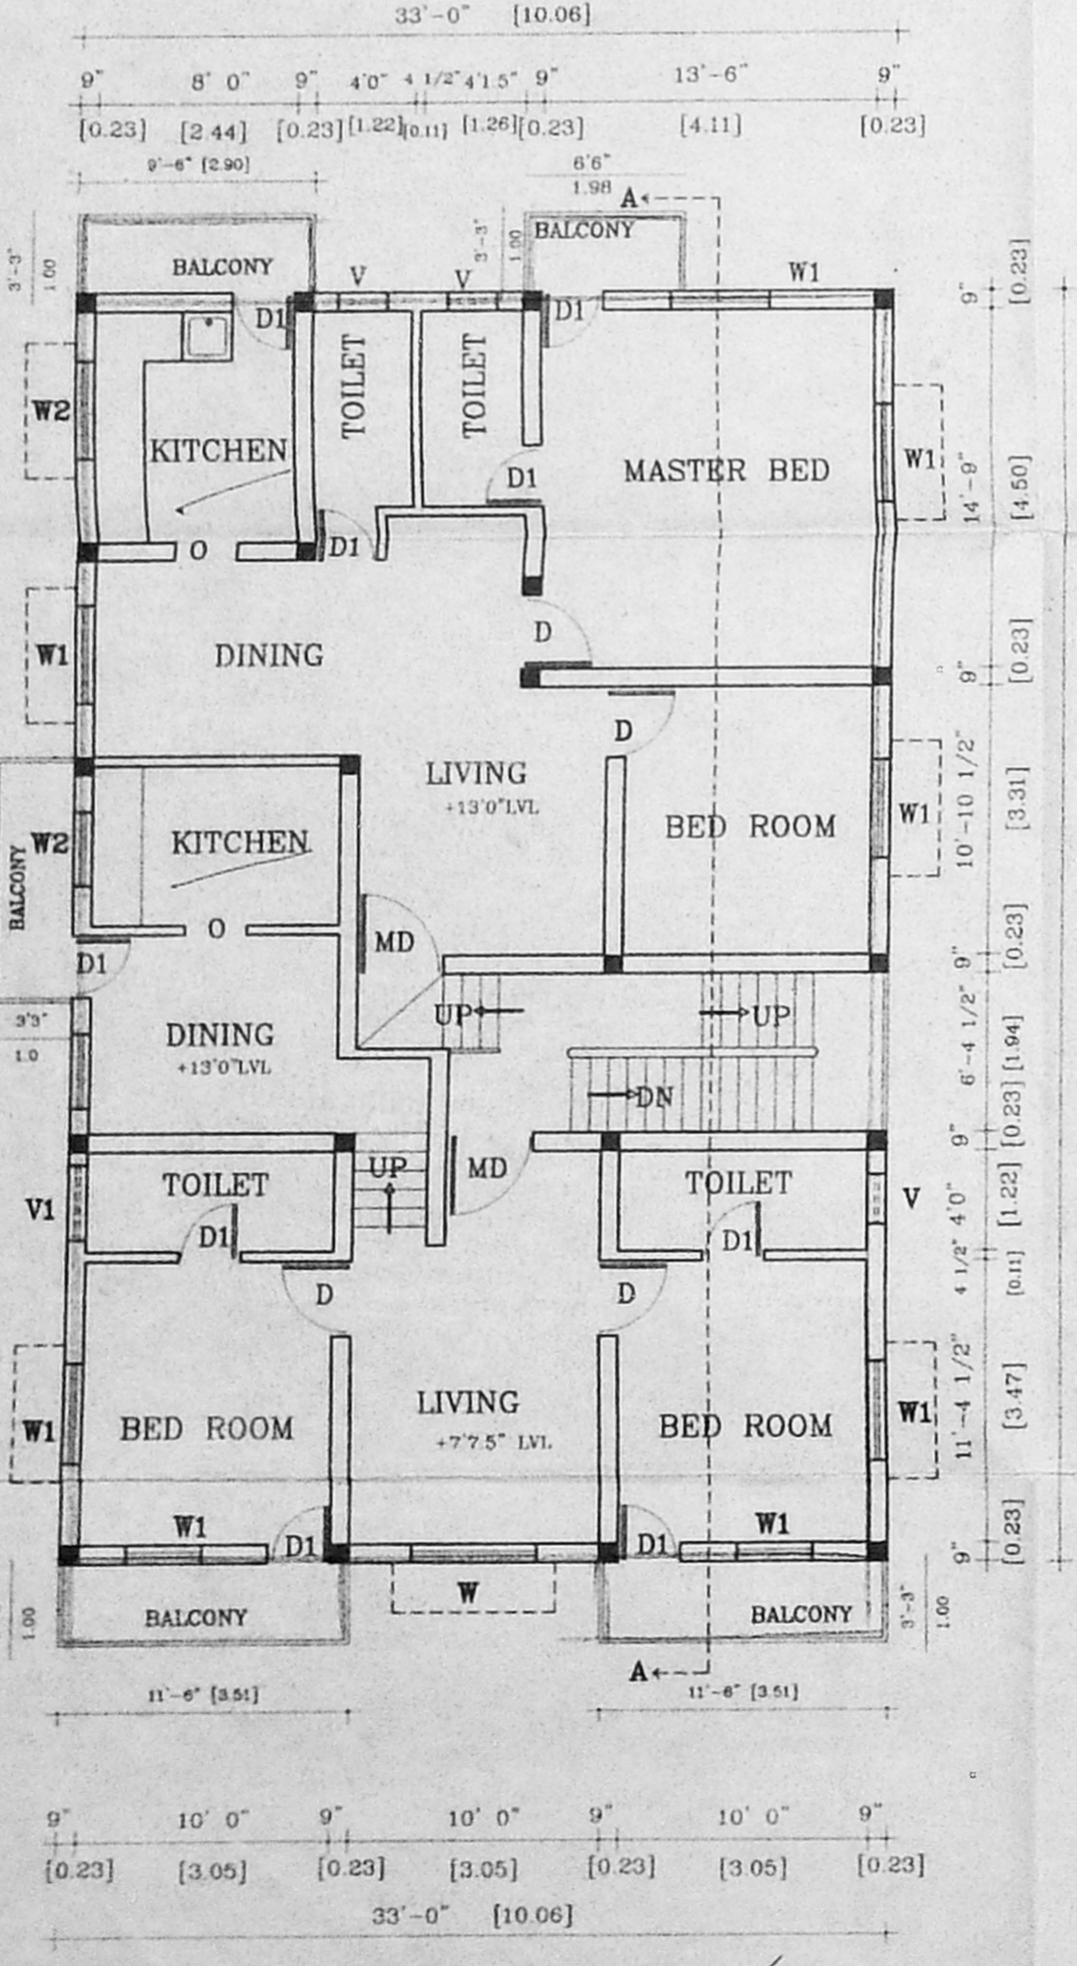 33'-0" [10.06]
9" 8' 0" 9" 4'0" 4 1/2" 4'1.5" 9" 13'-6" 9"
[0.23] [2.44] [0.23] [1.22] [0.11] [1.26] [0.23] [4.11] [0.23]
9'-6" [2.90]
6'6"
1.98
A
3'-3"
1.00
BALCONY
3'-3"
1.00
BALCONY
V
V
W1
9"
[0.23]
D1
D1
W2
TOILET
TOILET
KITCHEN
D1
MASTER BED
W1
14'-9"
[4.50]
O
D1
W1
DINING
D
9"
[0.23]
D
LIVING
+13'0"LVL
W2
KITCHEN
BED ROOM
W1
10'-10 1/2"
[3.31]
BALCONY
O
MD
D1
9"
[0.23]
3'3"
1.0
DINING
+13'0"LVL
UP
UP
6'-4 1/2"
[1.94]
DN
9"
[0.23]
V1
TOILET
UP
MD
TOILET
V
4'0"
[1.22]
D1
D1
4 1/2"
[0.11]
D
D
W1
BED ROOM
LIVING
+7'7.5" LVL
BED ROOM
W1
11'-4 1/2"
[3.47]
W1
D1
D1
W1
9"
[0.23]
1.00
BALCONY
W
BALCONY
3'-3"
1.00
A
11'-6" [3.51]
11'-6" [3.51]
9" 10' 0" 9" 10' 0" 9" 10' 0" 9"
[0.23] [3.05] [0.23] [3.05] [0.23] [3.05] [0.23]
33'-0" [10.06]